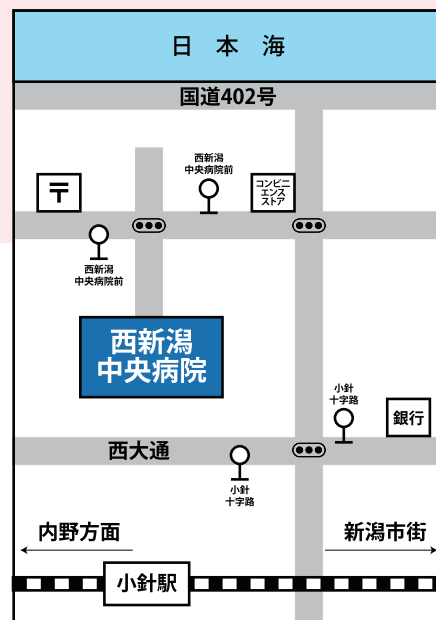 日本海
国道402号
西新潟
中央病院前
〒
コンビニ
エンス
ストア
西新潟
中央病院前
西新潟
中央病院
小針
十字路
銀行
西大通
小針
十字路
内野方面
新潟市街
小針駅